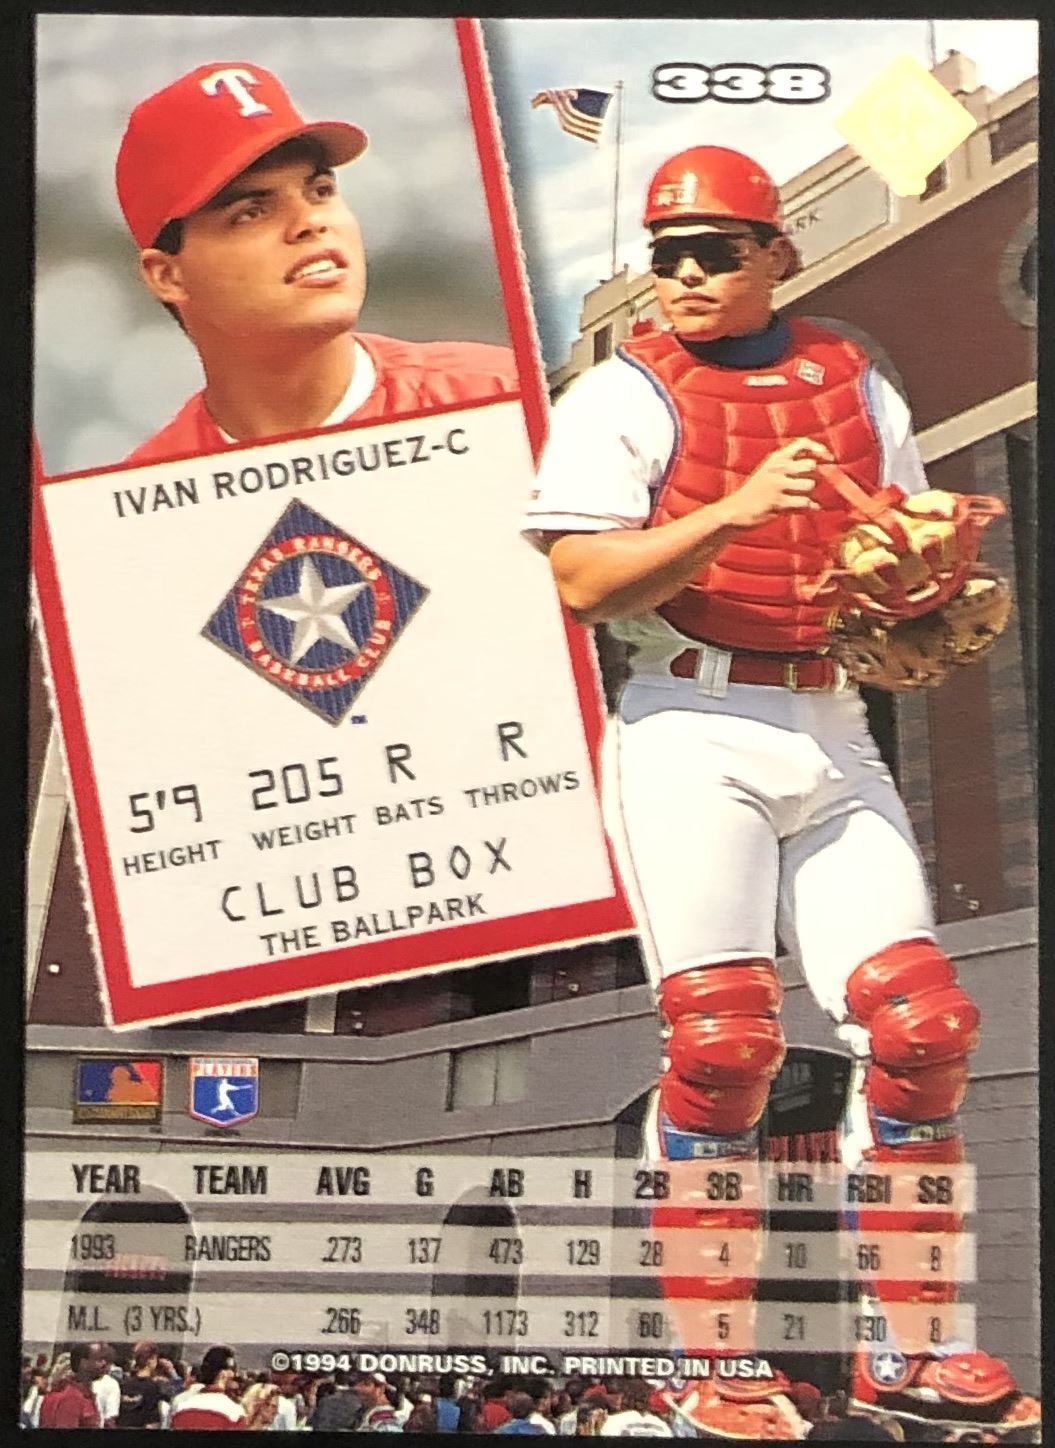 338
T
RK
IVAN RODRIGUEZ-C
TEXAS RANGERS
BASEBALL CLUB
5'9 205 R R
HEIGHT WEIGHT BATS THROWS
CLUB BOX
THE BALLPARK
PLAYERS
YEAR TEAM AVG G AB H 2B 3B HR RBI SB
1993 RANGERS .273 137 473 129 28 4 10 66 8
M.L. (3 YRS.) .266 348 1173 312 60 5 21 130 8
©1994 DONRUSS, INC. PRINTED IN USA